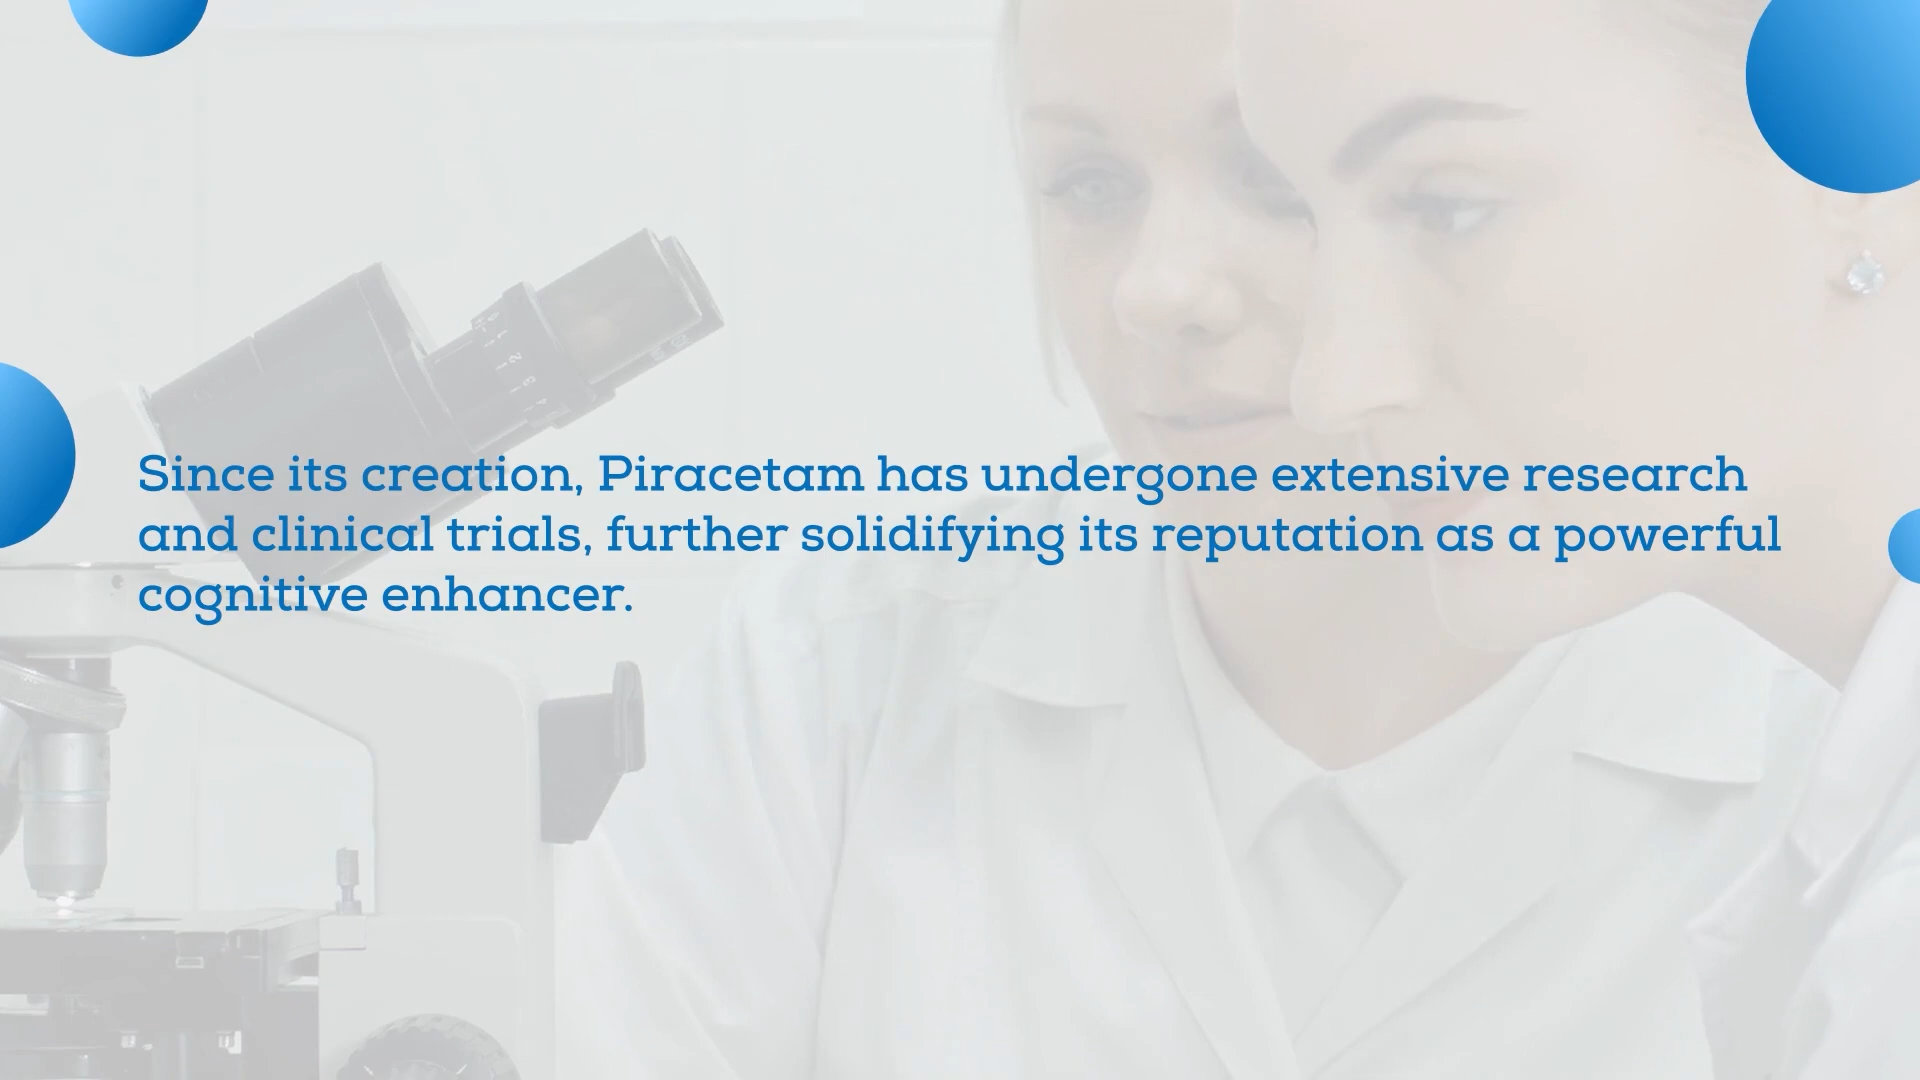 Since its creation, Piracetam has undergone extensive research
and clinical trials, further solidifying its reputation as a powerful
cognitive enhancer.